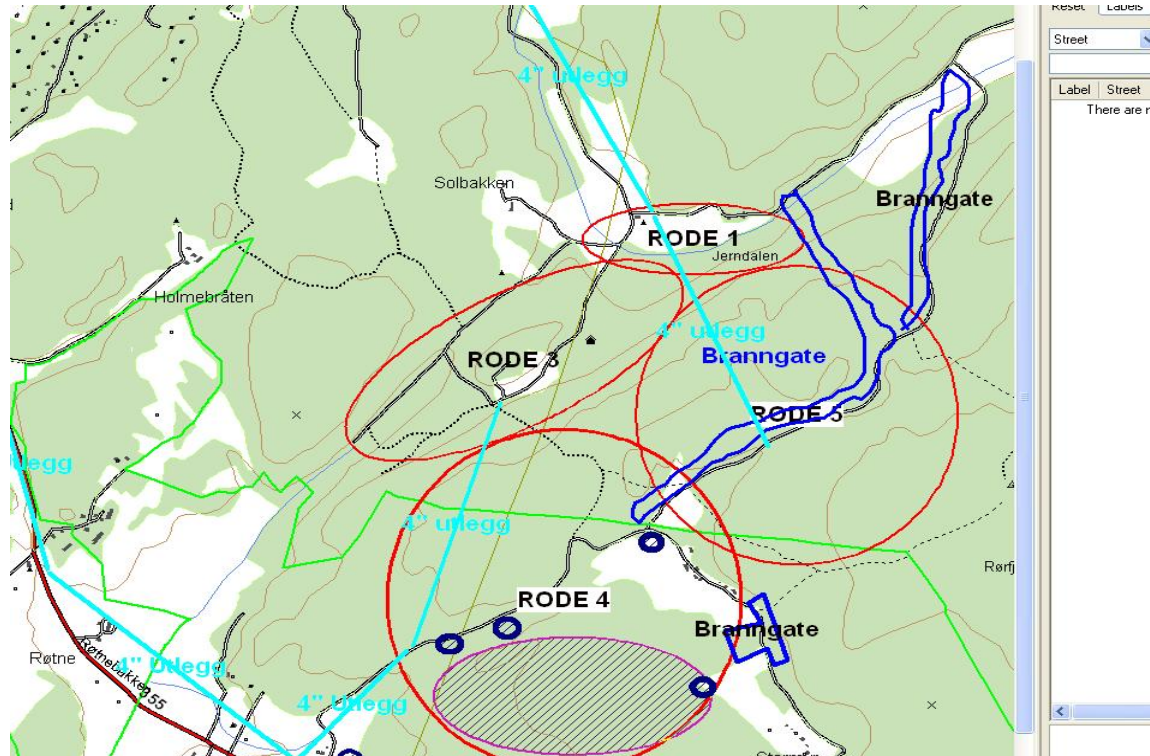 Reset Labels
Street
Label Street
There are r
4" utlegg
Branngate
Solbakken
RODE 1
Jerndalen
Holmebråten
4" utlegg
Branngate
RODE 3
RODE 5
utlegg
4" utlegg
Rørfj
RODE 4
Branngate
Røtne
Røtnebakken
355
4" Utlegg
4" Utlegg